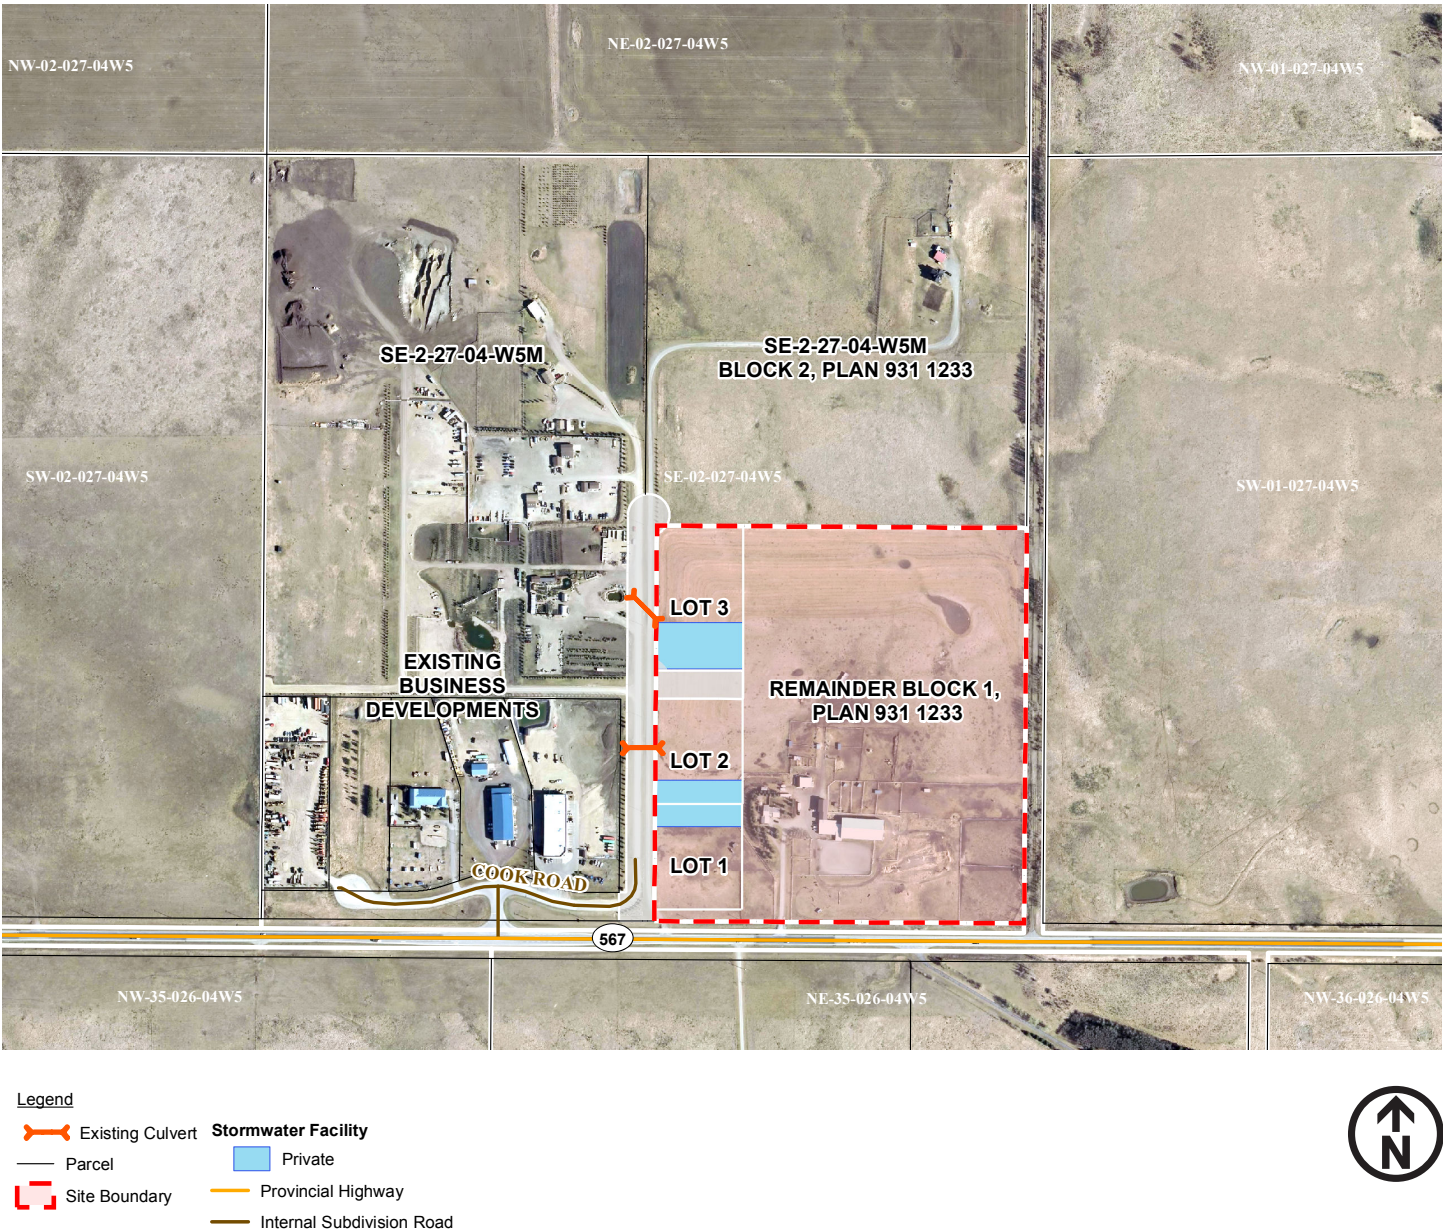 NW-02-027-04W5
NE-02-027-04W5
NW-01-027-04W5
SE-2-27-04-W5M
SE-2-27-04-W5M
BLOCK 2, PLAN 931 1233
SW-02-027-04W5
SE-02-027-04W5
SW-01-027-04W5
LOT 3
EXISTING
BUSINESS
DEVELOPMENTS
REMAINDER BLOCK 1,
PLAN 931 1233
LOT 2
LOT 1
COOK ROAD
567
NW-35-026-04W5
NE-35-026-04W5
NW-36-026-04W5
Legend
Existing Culvert
Parcel
Site Boundary
Stormwater Facility
Private
Provincial Highway
Internal Subdivision Road
N